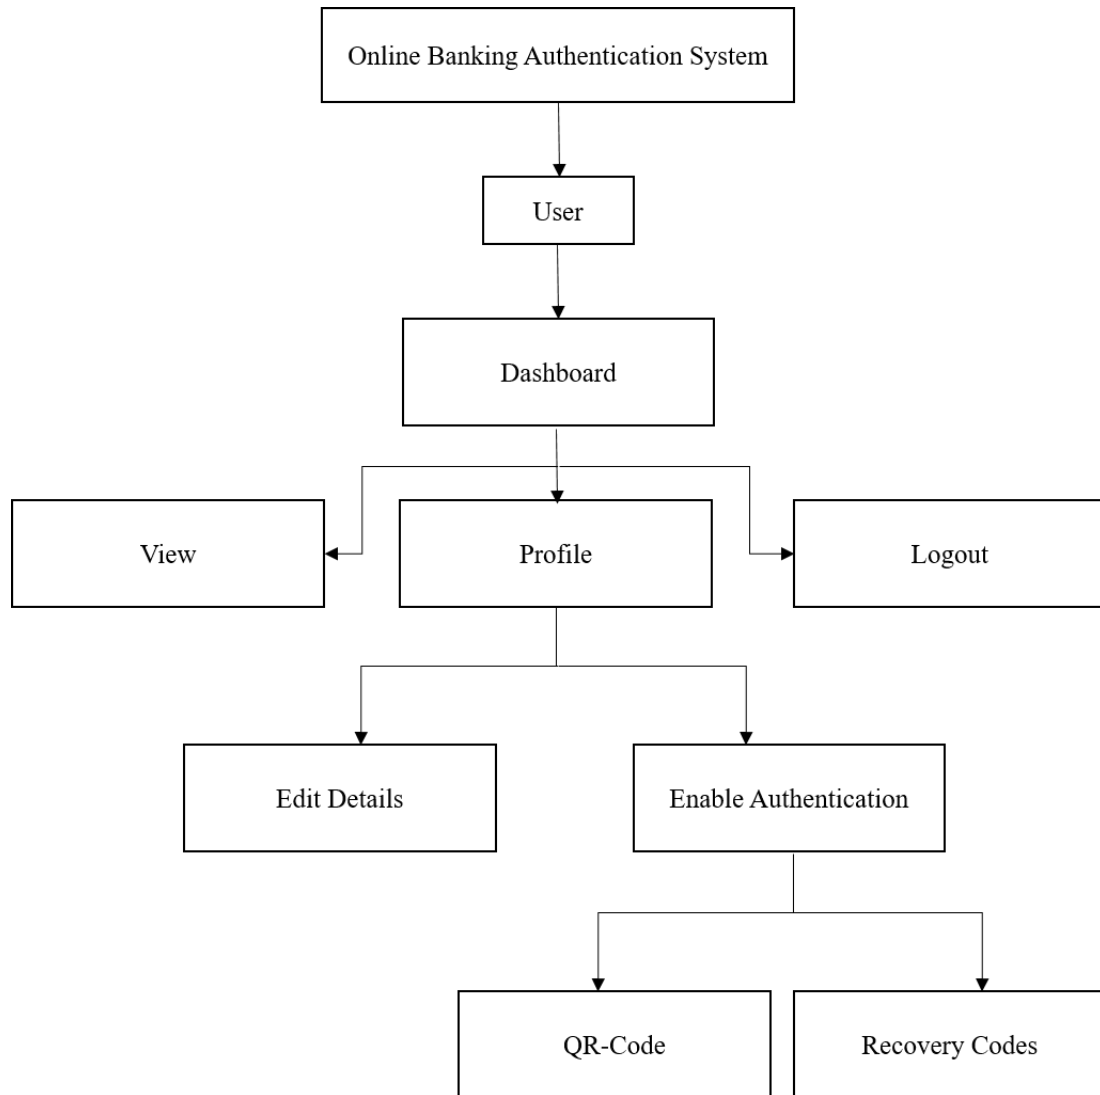 Online Banking Authentication System
User
Dashboard
View
Profile
Logout
Edit Details
Enable Authentication
QR-Code
Recovery Codes